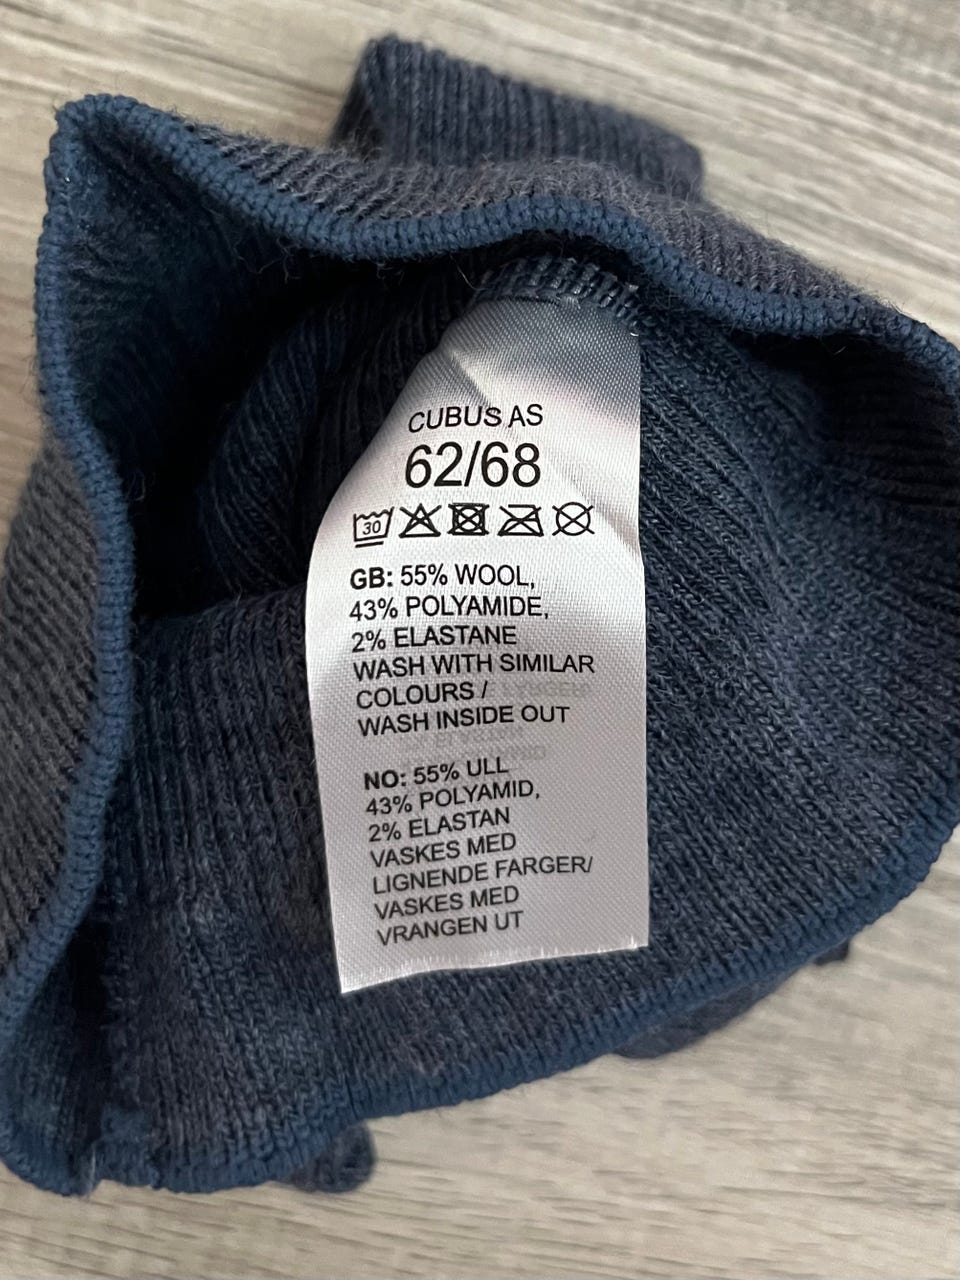 CUBUS AS
62/68
30
GB: 55% WOOL,
43% POLYAMIDE,
2% ELASTANE
WASH WITH SIMILAR
COLOURS /
WASH INSIDE OUT
NO: 55% ULL
43% POLYAMID,
2% ELASTAN
VASKES MED
LIGNENDE FARGER/
VASKES MED
VRANGEN UT